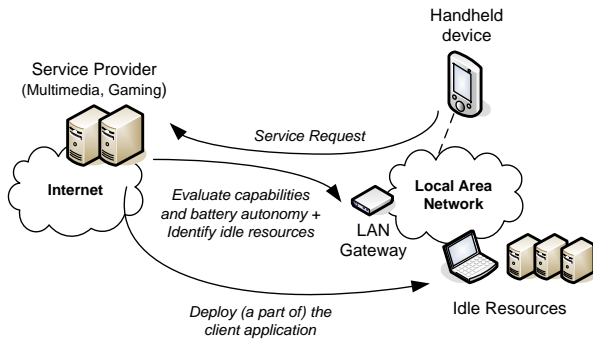 Handheld
device
Service Provider
(Multimedia, Gaming)
Service Request
Internet
Evaluate capabilities
and battery autonomy +
Identify idle resources
Local Area
Network
LAN
Gateway
Idle Resources
Deploy (a part of) the
client application